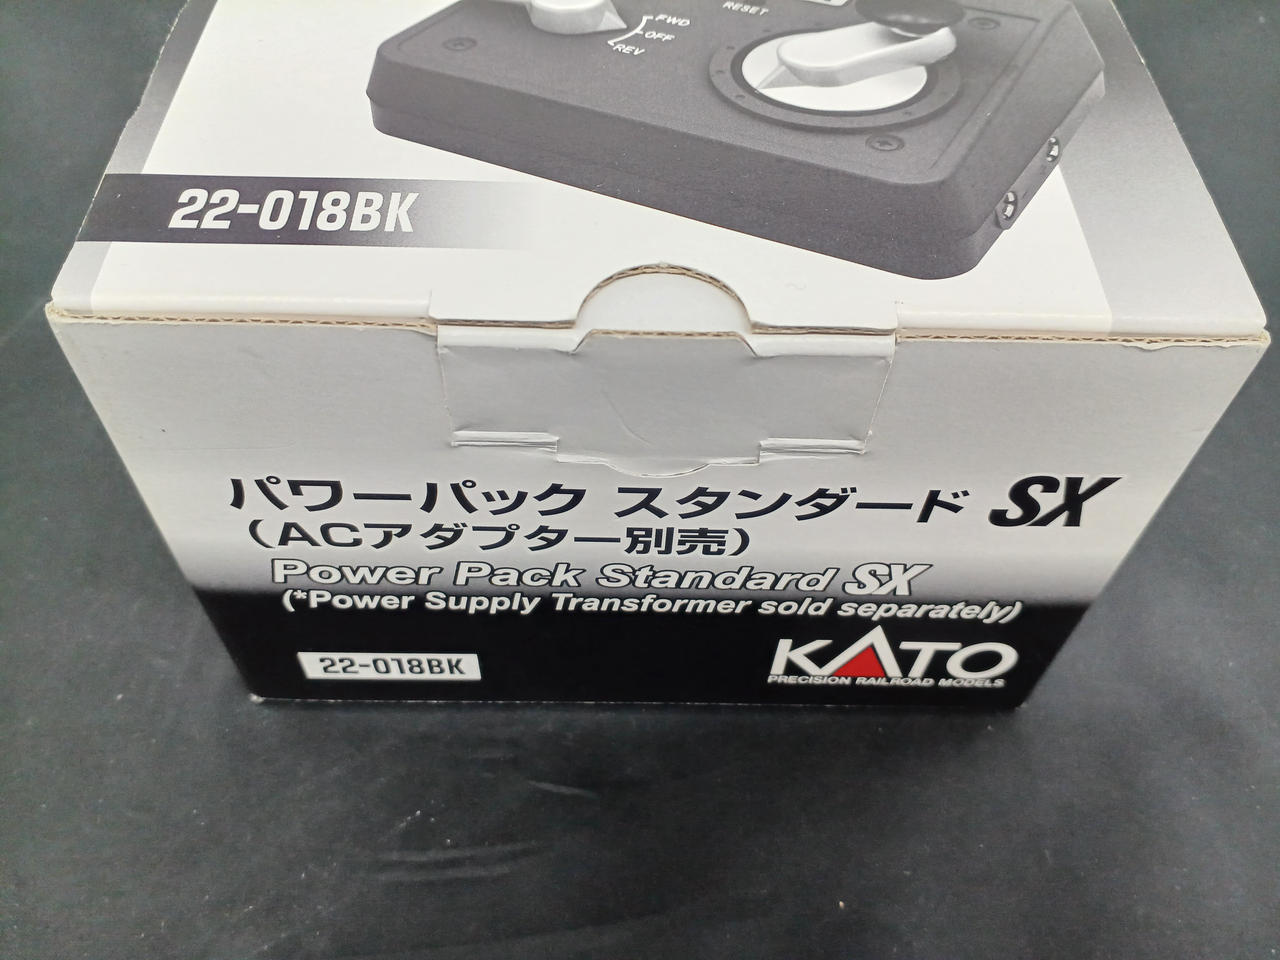 RESET
FWD
OFF
REV
22-018BK
パワーパック スタンダード SX
（ACアダプター別売）
Power Pack Standard SX
(*Power Supply Transformer sold separately)
22-018BK
KATO
PRECISION RAILROAD MODELS